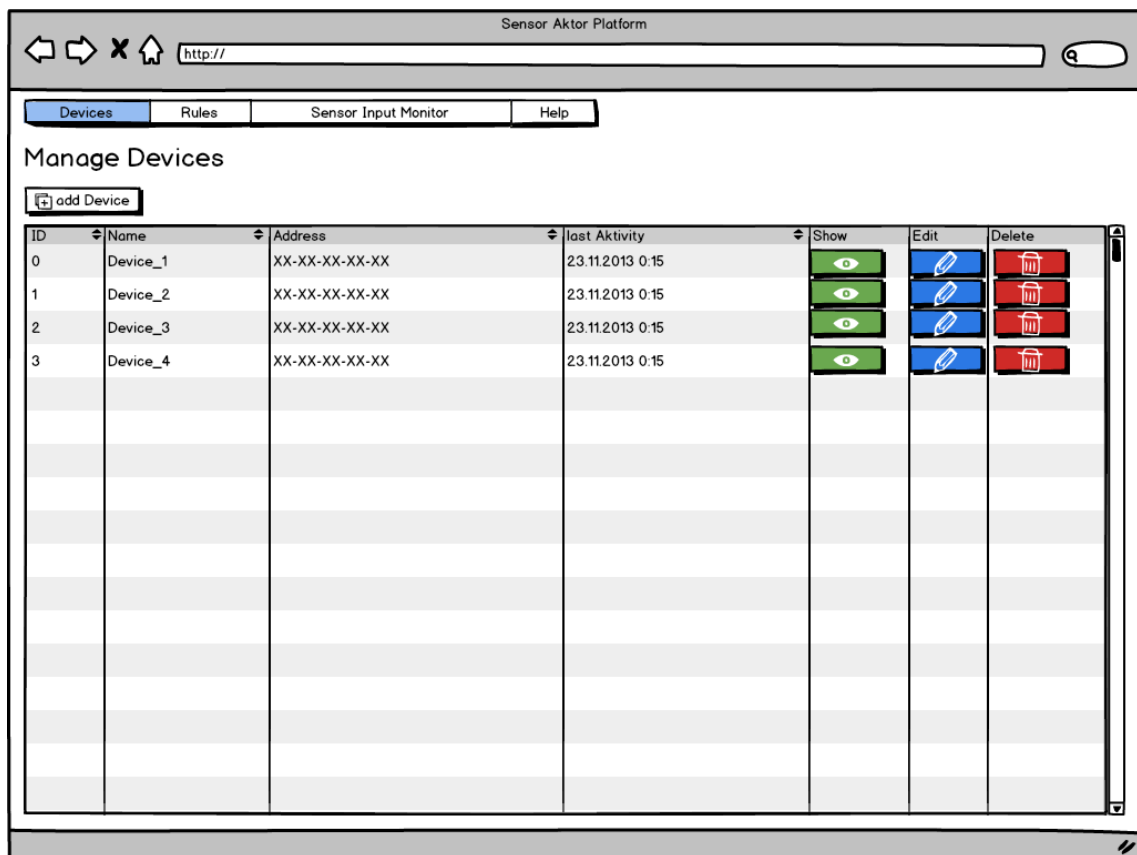 Sensor Aktor Platform
http://
Devices Rules Sensor Input Monitor Help
Manage Devices
add Device
ID Name Address last Aktivity Show Edit Delete
0 Device_1 XX-XX-XX-XX-XX 23.11.2013 0:15
1 Device_2 XX-XX-XX-XX-XX 23.11.2013 0:15
2 Device_3 XX-XX-XX-XX-XX 23.11.2013 0:15
3 Device_4 XX-XX-XX-XX-XX 23.11.2013 0:15